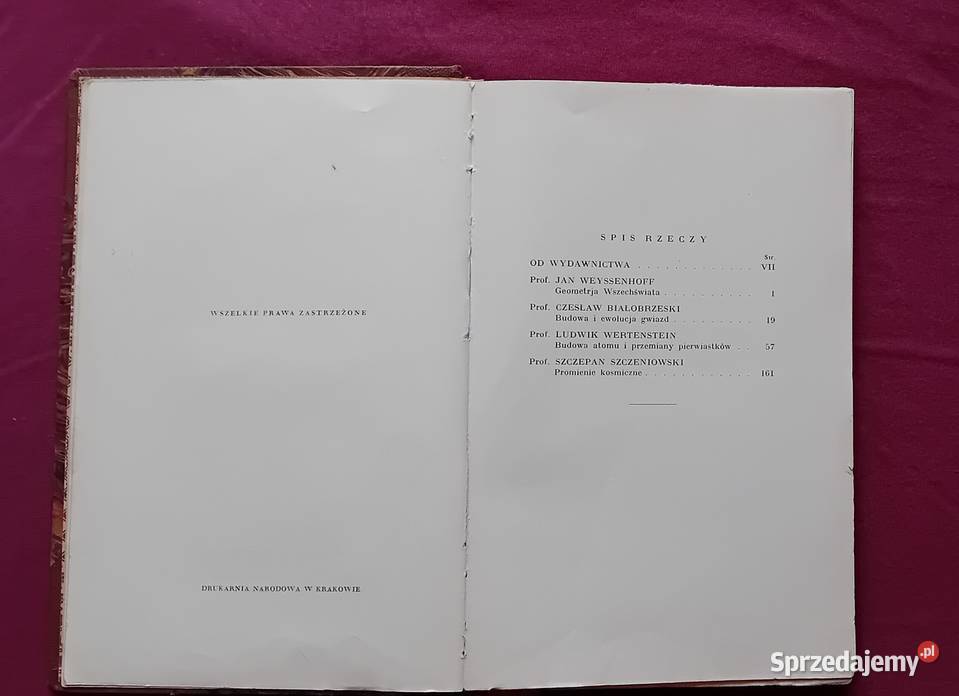 WSZELKIE PRAWA ZASTRZEŻONE
DRUKARNIA NARODOWA W KRAKOWIE
SPIS RZECZY
Str.
OD WYDAWNICTWA . . . . . . . . . . . . . VII
Prof. JAN WEYSSENHOFF
Geometrja Wszechświata . . . . . . . . . . 1
Prof. CZESŁAW BIAŁOBRZESKI
Budowa i ewolucja gwiazd . . . . . . . . . 19
Prof. LUDWIK WERTENSTEIN
Budowa atomu i przemiany pierwiastków . . 57
Prof. SZCZEPAN SZCZENIOWSKI
Promienie kosmiczne . . . . . . . . . . . . 161
Sprzedajemy.pl